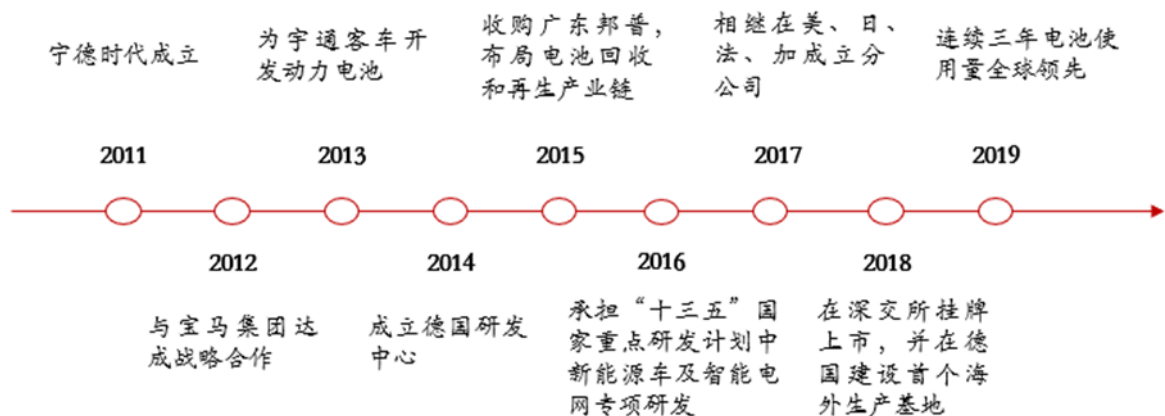 宁德时代成立
为宇通客车开
发动力电池
收购广东邦普，
布局电池回收
和再生产业链
相继在美、日、
法、加成立分
公司
连续三年电池使
用量全球领先
2011
2013
2015
2017
2019
2012
2014
2016
2018
与宝马集团达
成战略合作
成立德国研发
中心
承担“十三五”国
家重点研发计划中
新能源车及智能电
网专项研发
在深交所挂牌
上市，并在德
国建设首个海
外生产基地